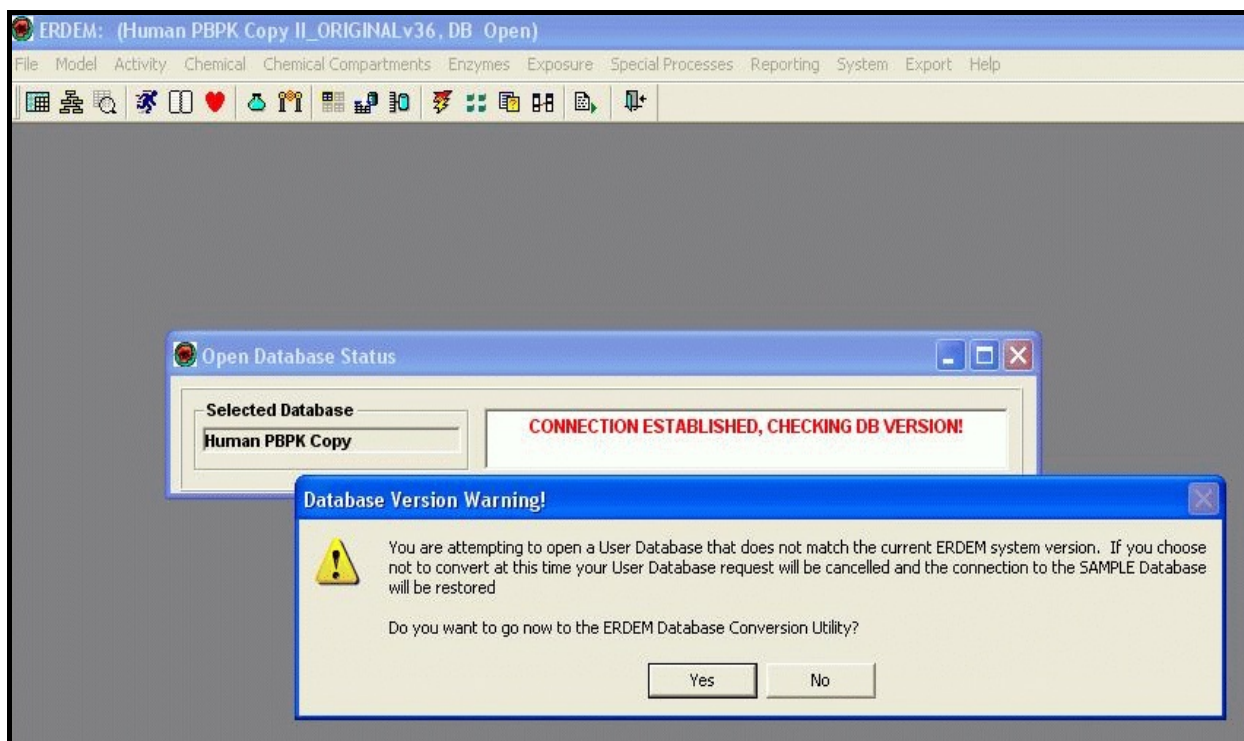 ERDEM: (Human PBPK Copy II_ORIGINALv36, DB Open)
File Model Activity Chemical Chemical Compartments Enzymes Exposure Special Processes Reporting System Export Help
Open Database Status
Selected Database
Human PBPK Copy
CONNECTION ESTABLISHED, CHECKING DB VERSION!
Database Version Warning!
You are attempting to open a User Database that does not match the current ERDEM system version. If you choose
not to convert at this time your User Database request will be cancelled and the connection to the SAMPLE Database
will be restored
Do you want to go now to the ERDEM Database Conversion Utility?
Yes No